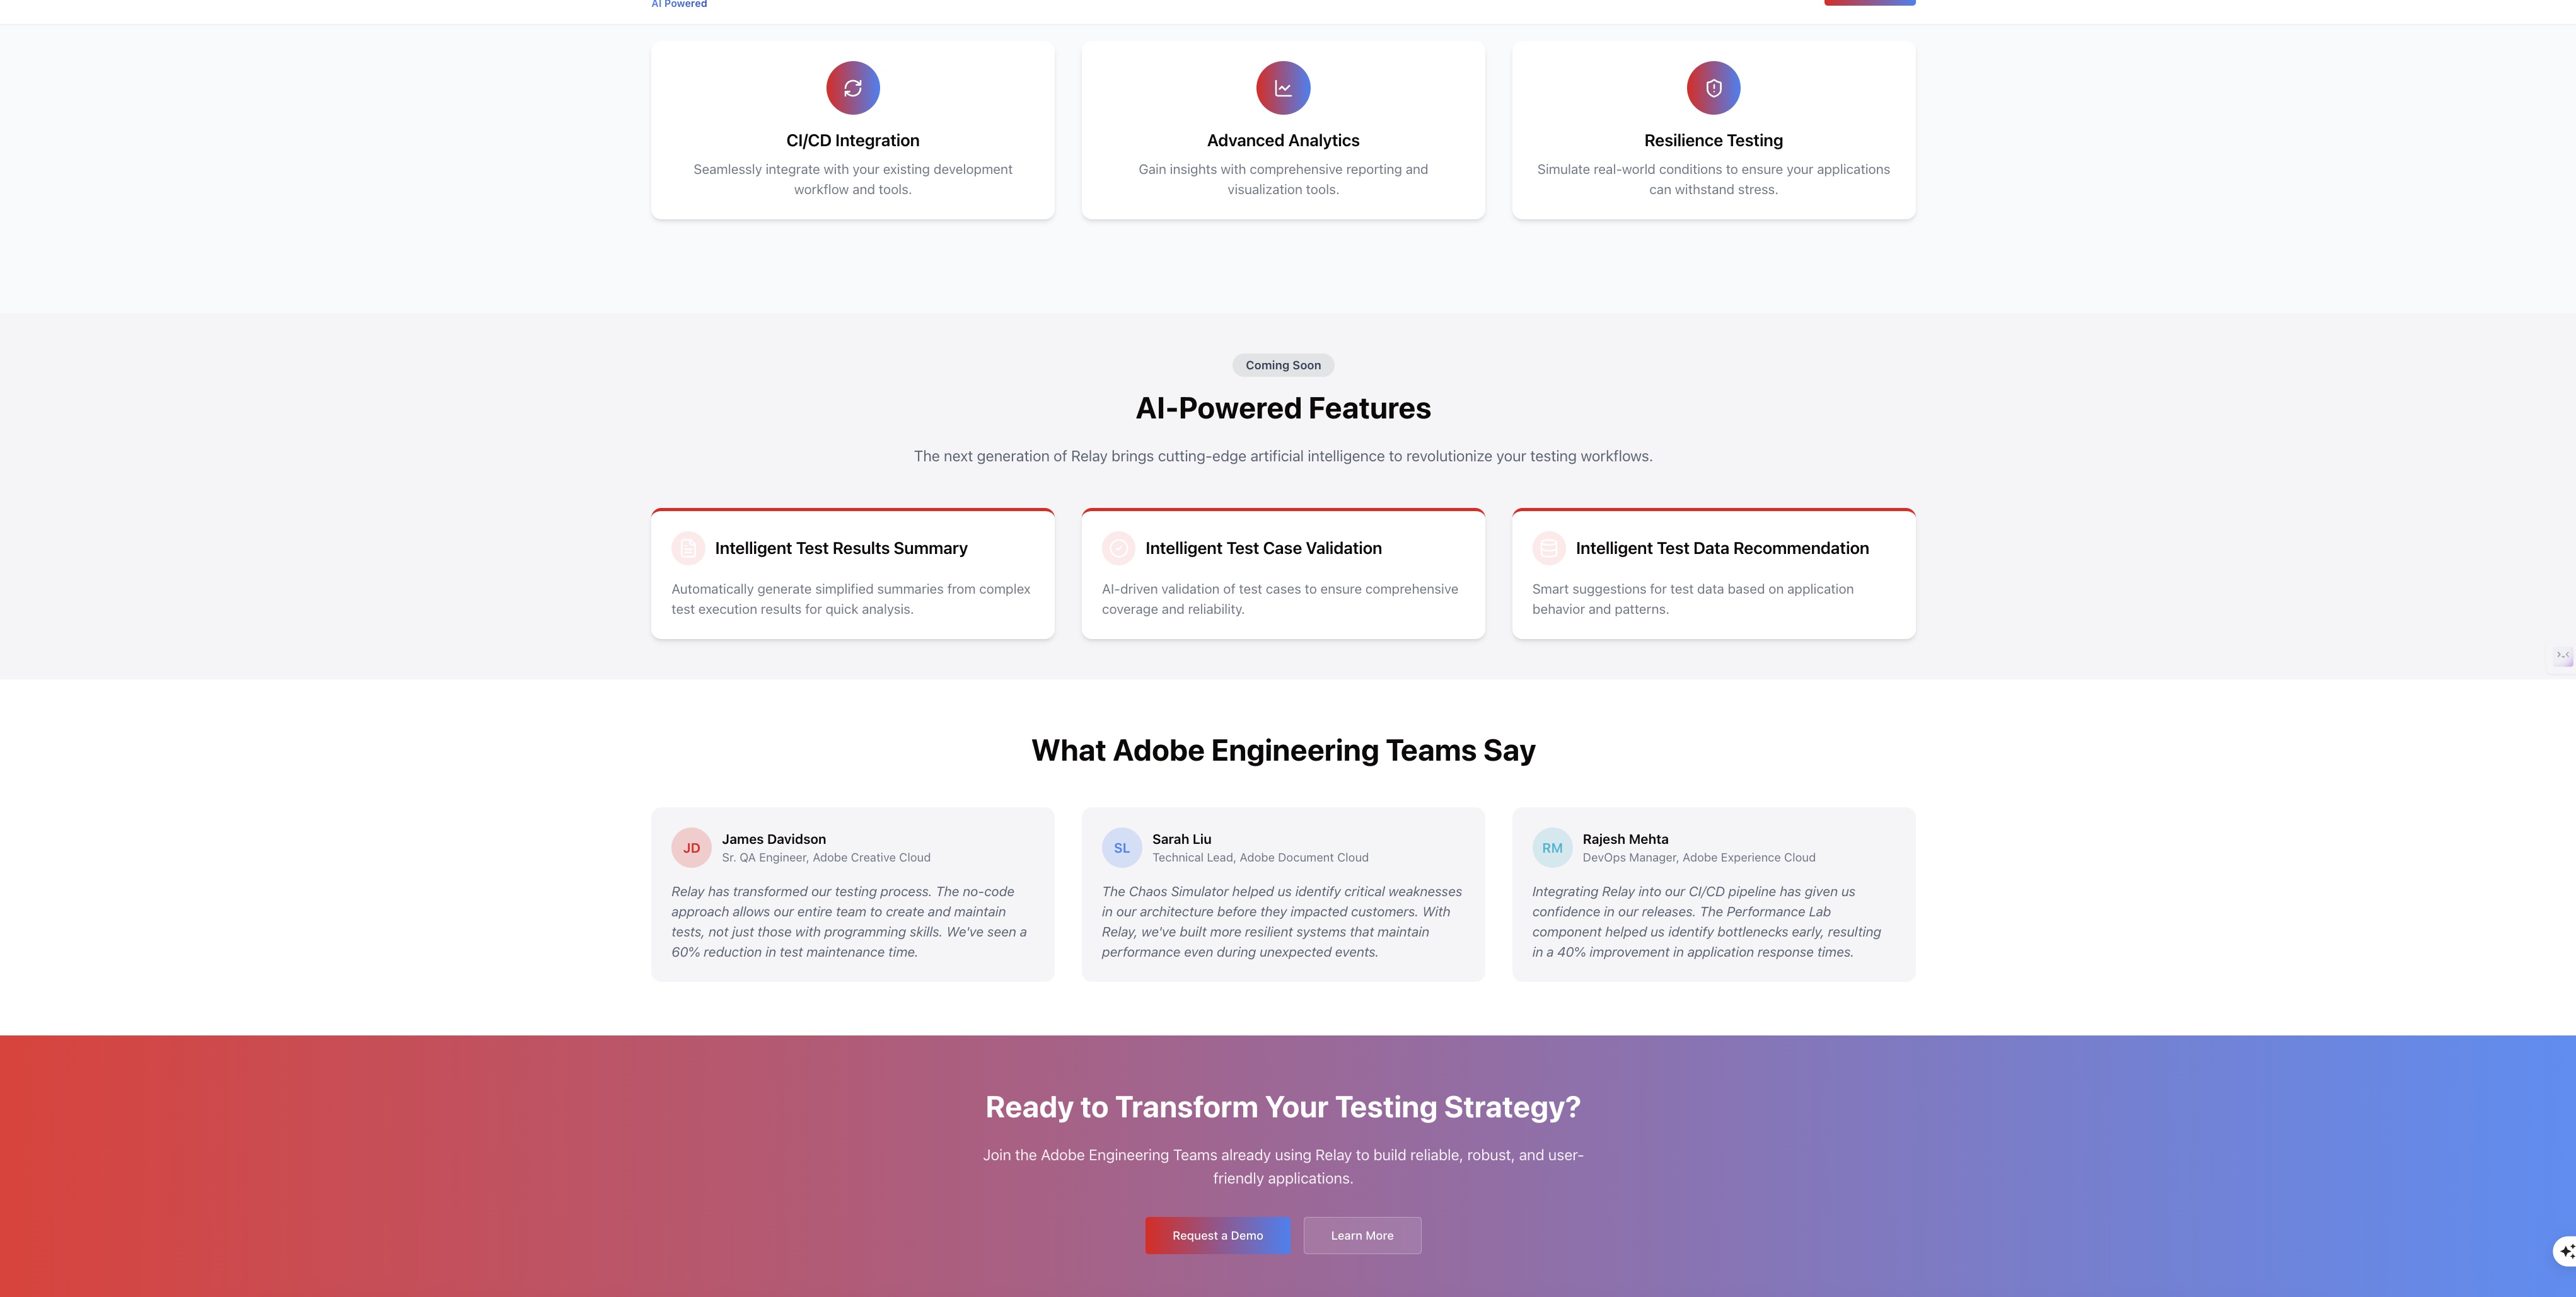 AI Powered
CI/CD Integration
Seamlessly integrate with your existing development
workflow and tools.
Advanced Analytics
Gain insights with comprehensive reporting and
visualization tools.
Resilience Testing
Simulate real-world conditions to ensure your applications
can withstand stress.
Coming Soon
AI-Powered Features
The next generation of Relay brings cutting-edge artificial intelligence to revolutionize your testing workflows.
Intelligent Test Results Summary
Automatically generate simplified summaries from complex
test execution results for quick analysis.
Intelligent Test Case Validation
AI-driven validation of test cases to ensure comprehensive
coverage and reliability.
Intelligent Test Data Recommendation
Smart suggestions for test data based on application
behavior and patterns.
What Adobe Engineering Teams Say
JD
James Davidson
Sr. QA Engineer, Adobe Creative Cloud
Relay has transformed our testing process. The no-code
approach allows our entire team to create and maintain
tests, not just those with programming skills. We've seen a
60% reduction in test maintenance time.
SL
Sarah Liu
Technical Lead, Adobe Document Cloud
The Chaos Simulator helped us identify critical weaknesses
in our architecture before they impacted customers. With
Relay, we've built more resilient systems that maintain
performance even during unexpected events.
RM
Rajesh Mehta
DevOps Manager, Adobe Experience Cloud
Integrating Relay into our CI/CD pipeline has given us
confidence in our releases. The Performance Lab
component helped us identify bottlenecks early, resulting
in a 40% improvement in application response times.
Ready to Transform Your Testing Strategy?
Join the Adobe Engineering Teams already using Relay to build reliable, robust, and user-
friendly applications.
Request a Demo
Learn More